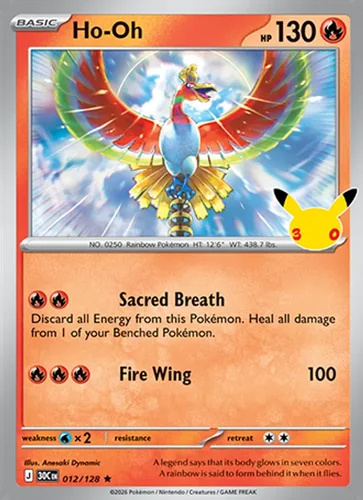 BASIC Ho-Oh HP 130
30
NO. 0250 Rainbow Pokémon HT: 12'6" WT: 438.7 lbs.
Sacred Breath
Discard all Energy from this Pokémon. Heal all damage
from 1 of your Benched Pokémon.
Fire Wing 100
weakness ×2 resistance retreat
Illus. Anesaki Dynamic
J 30C EN 012/128 ★
A legend says that its body glows in seven colors.
A rainbow is said to form behind it when it flies.
©2026 Pokémon / Nintendo / Creatures / GAME FREAK